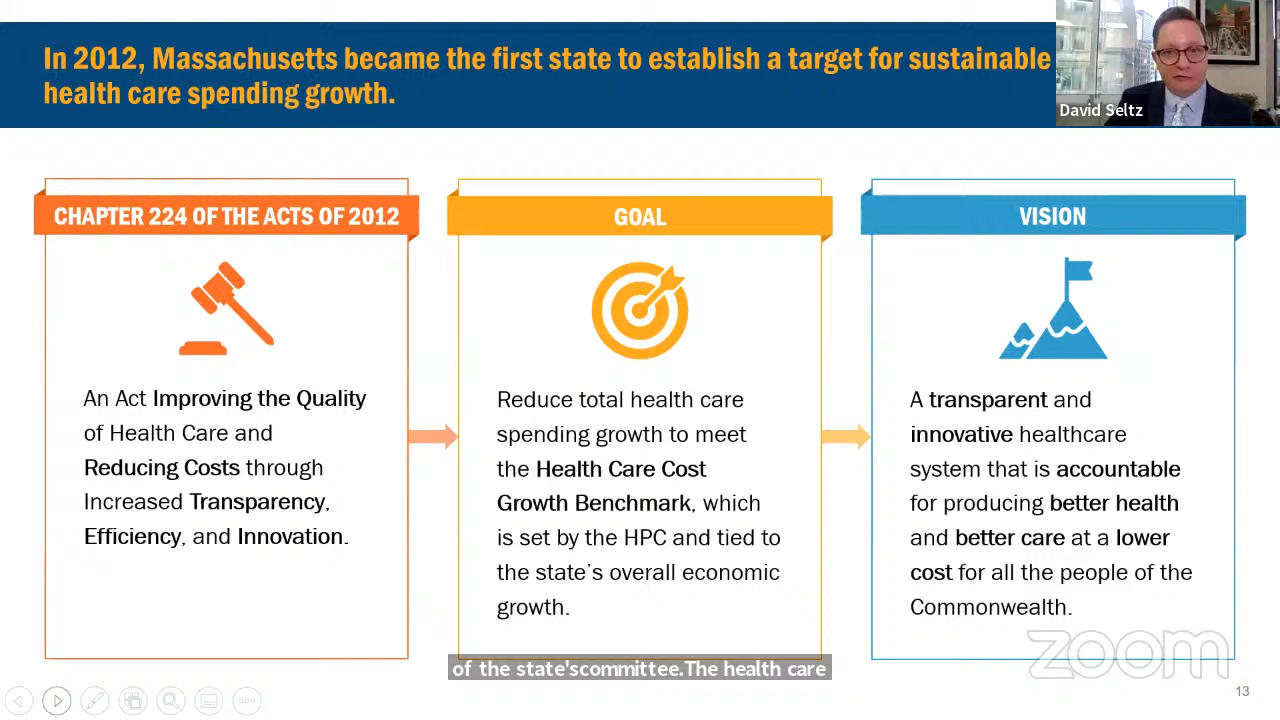 In 2012, Massachusetts became the first state to establish a target for sustainable
health care spending growth.
David Seltz
CHAPTER 224 OF THE ACTS OF 2012
An Act Improving the Quality
of Health Care and
Reducing Costs through
Increased Transparency,
Efficiency, and Innovation.
GOAL
Reduce total health care
spending growth to meet
the Health Care Cost
Growth Benchmark, which
is set by the HPC and tied to
the state's overall economic
growth.
VISION
A transparent and
innovative healthcare
system that is accountable
for producing better health
and better care at a lower
cost for all the people of the
Commonwealth.
zoom
of the state'scommittee.The health care
13